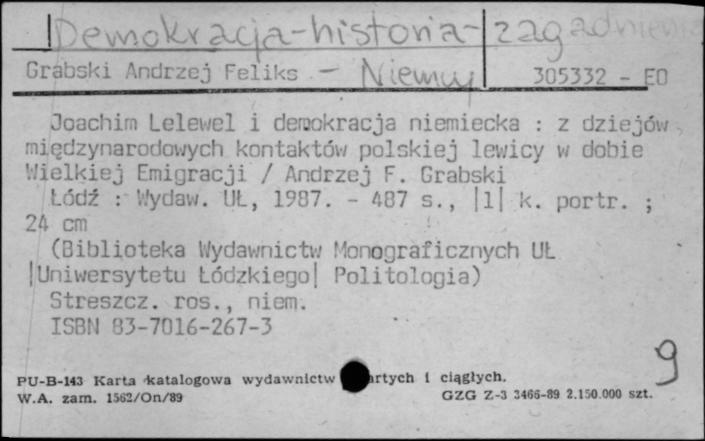 Demokracja-historia-zagadnienia
Grabski Andrzej Feliks - Niemcy 305332 - EO
Joachim Lelewel i demokracja niemiecka : z dziejów
międzynarodowych kontaktów polskiej lewicy w dobie
Wielkiej Emigracji / Andrzej F. Grabski
Łódź : Wydaw. UŁ, 1987. - 487 s., |1| k. portr. ;
24 cm
(Biblioteka Wydawnictw Monograficznych UŁ
|Uniwersytetu Łódzkiego| Politologia)
Streszcz. ros., niem.
ISBN 83-7016-267-3
9
PU-B-143 Karta katalogowa wydawnictw artych i ciągłych.
W.A. zam. 1562/On/89 GZG Z-3 3466-89 2.150.000 szt.